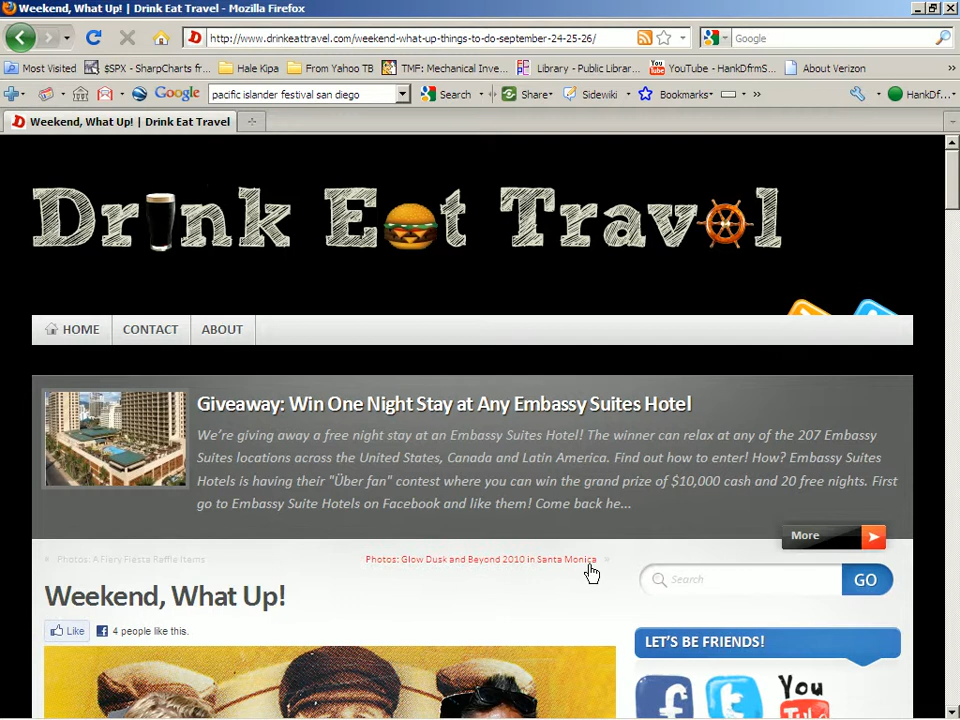 Weekend, What Up! | Drink Eat Travel - Mozilla Firefox
http://www.drinkeattravel.com/weekend-what-up-things-to-do-september-24-25-26/
Google
Most Visited $SPX - SharpCharts fr... Hale Kipa From Yahoo TB TMF: Mechanical Inve... Library - Public Librar... YouTube - HankDfrmS... About Verizon »
Google pacific islander festival san diego Search Share Sidewiki Bookmarks » HankDf...
Weekend, What Up! | Drink Eat Travel
Drink Eat Travel
HOME CONTACT ABOUT
Giveaway: Win One Night Stay at Any Embassy Suites Hotel
We’re giving away a free night stay at an Embassy Suites Hotel! The winner can relax at any of the 207 Embassy
Suites locations across the United States, Canada and Latin America. Find out how to enter! How? Embassy Suites
Hotels is having their "Über fan" contest where you can win the grand prize of $10,000 cash and 20 free nights. First
go to Embassy Suite Hotels on Facebook and like them! Come back he...
More
« Photos: A Fiery Fiesta Raffle Items Photos: Glow Dusk and Beyond 2010 in Santa Monica »
Search GO
Weekend, What Up!
Like 4 people like this.
LET'S BE FRIENDS!
You
Tube